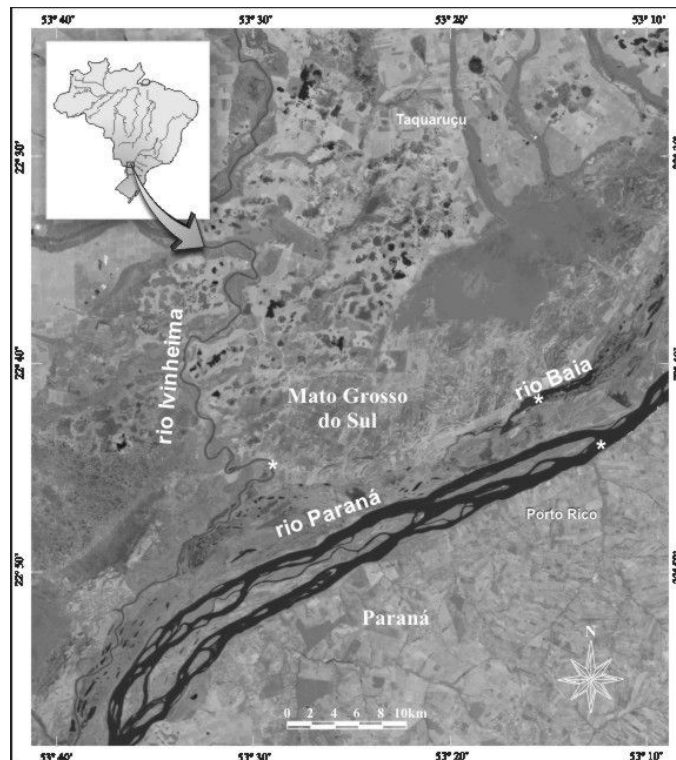 53° 40' 53° 30' 53° 20' 53° 10'
Taquaruçu
22° 30'
rio Ivinheima
22° 40'
rio Baia
Mato Grosso
do Sul
rio Paraná
Porto Rico
22° 50'
Paraná
N
0 2 4 6 8 10km
53° 40' 53° 30' 53° 20' 53° 10'